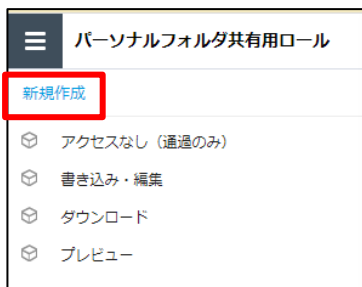 パーソナルフォルダ共有用ロール
新規作成
アクセスなし（通過のみ）
書き込み・編集
ダウンロード
プレビュー